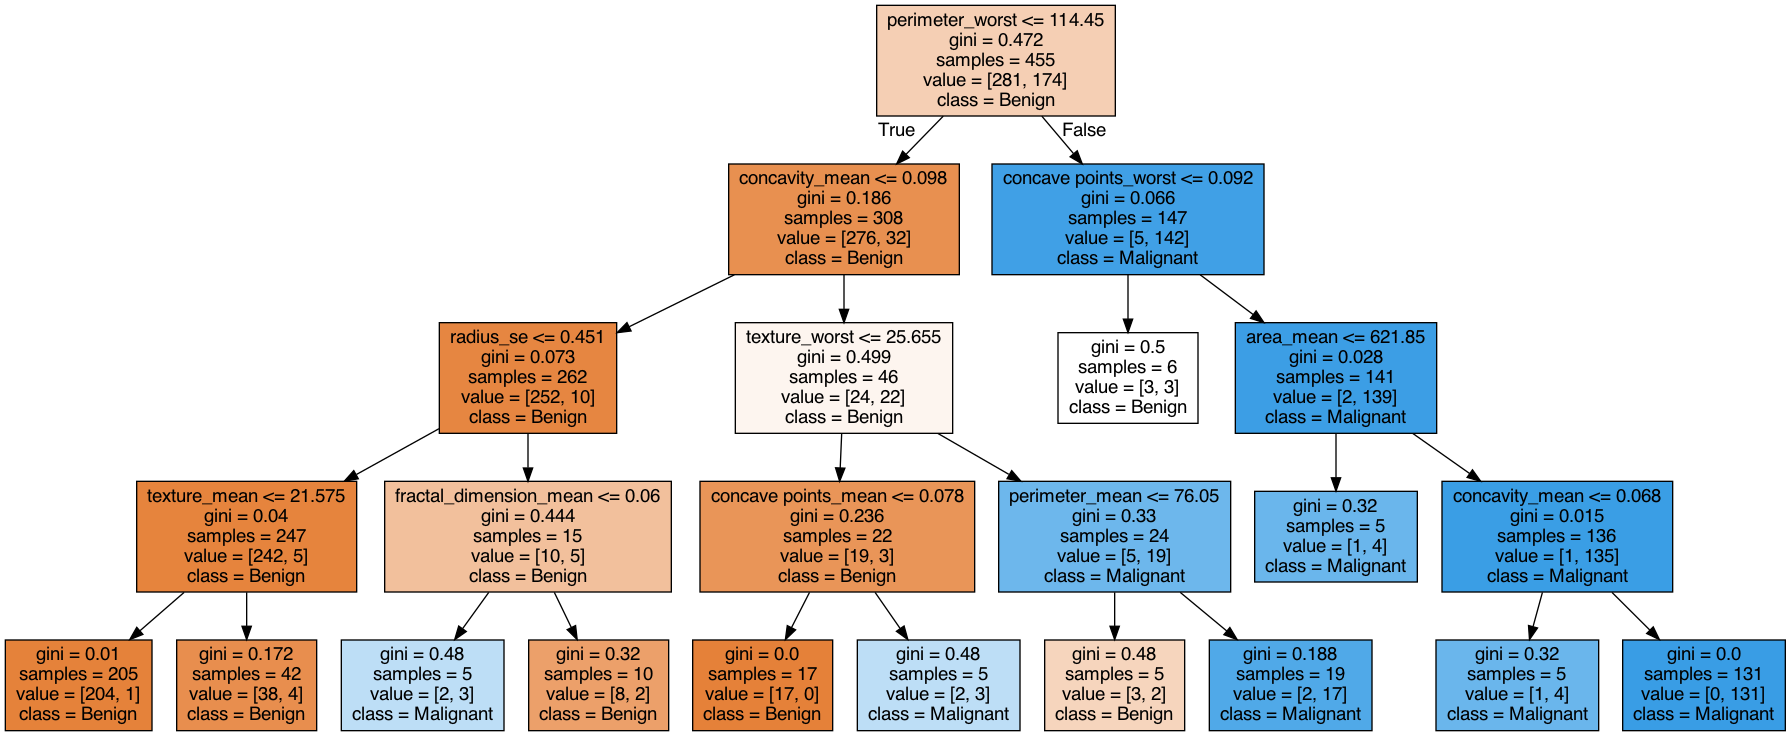 perimeter_worst <= 114.45
gini = 0.472
samples = 455
value = [281, 174]
class = Benign
True
False
concavity_mean <= 0.098
gini = 0.186
samples = 308
value = [276, 32]
class = Benign
concave points_worst <= 0.092
gini = 0.066
samples = 147
value = [5, 142]
class = Malignant
radius_se <= 0.451
gini = 0.073
samples = 262
value = [252, 10]
class = Benign
texture_worst <= 25.655
gini = 0.499
samples = 46
value = [24, 22]
class = Benign
gini = 0.5
samples = 6
value = [3, 3]
class = Benign
area_mean <= 621.85
gini = 0.028
samples = 141
value = [2, 139]
class = Malignant
texture_mean <= 21.575
gini = 0.04
samples = 247
value = [242, 5]
class = Benign
fractal_dimension_mean <= 0.06
gini = 0.444
samples = 15
value = [10, 5]
class = Benign
concave points_mean <= 0.078
gini = 0.236
samples = 22
value = [19, 3]
class = Benign
perimeter_mean <= 76.05
gini = 0.33
samples = 24
value = [5, 19]
class = Malignant
gini = 0.32
samples = 5
value = [1, 4]
class = Malignant
concavity_mean <= 0.068
gini = 0.015
samples = 136
value = [1, 135]
class = Malignant
gini = 0.01
samples = 205
value = [204, 1]
class = Benign
gini = 0.172
samples = 42
value = [38, 4]
class = Benign
gini = 0.48
samples = 5
value = [2, 3]
class = Malignant
gini = 0.32
samples = 10
value = [8, 2]
class = Benign
gini = 0.0
samples = 17
value = [17, 0]
class = Benign
gini = 0.48
samples = 5
value = [2, 3]
class = Malignant
gini = 0.48
samples = 5
value = [3, 2]
class = Benign
gini = 0.188
samples = 19
value = [2, 17]
class = Malignant
gini = 0.32
samples = 5
value = [1, 4]
class = Malignant
gini = 0.0
samples = 131
value = [0, 131]
class = Malignant